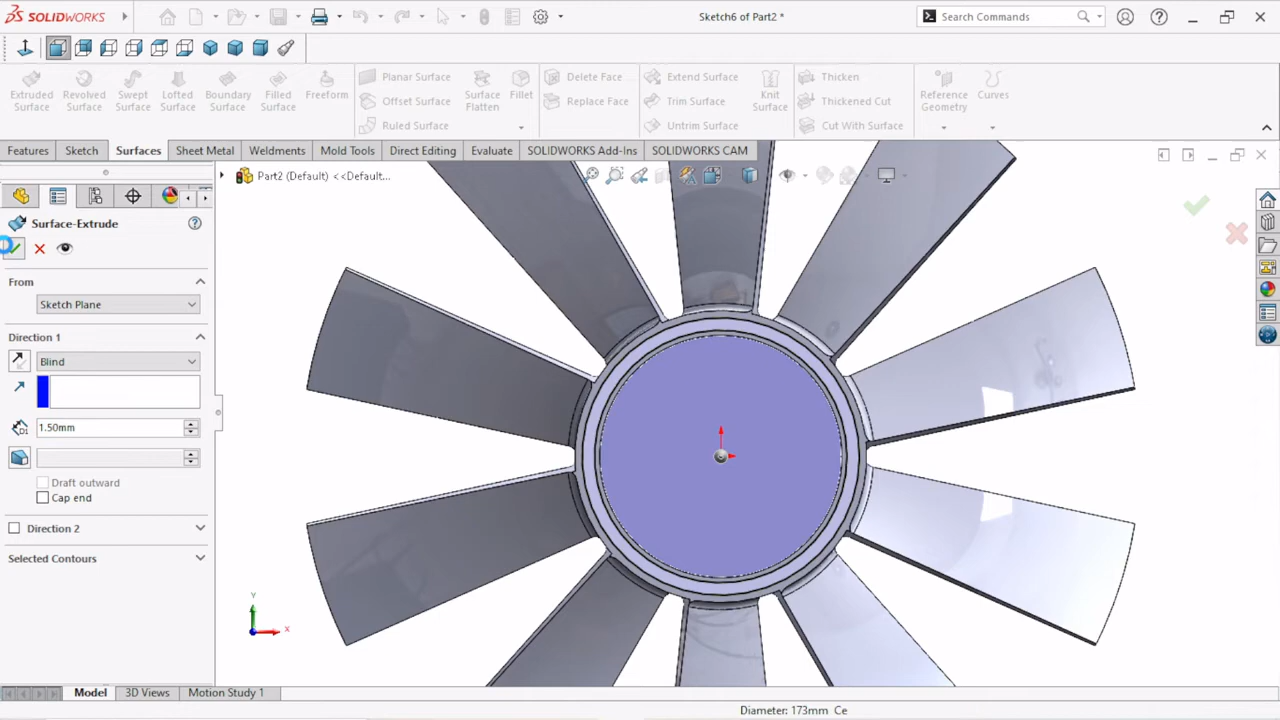 SOLIDWORKS
Sketch6 of Part2 *
Search Commands
Extruded Surface
Revolved Surface
Swept Surface
Lofted Surface
Boundary Surface
Filled Surface
Freeform
Planar Surface
Offset Surface
Ruled Surface
Surface Flatten
Fillet
Delete Face
Replace Face
Extend Surface
Trim Surface
Untrim Surface
Knit Surface
Thicken
Thickened Cut
Cut With Surface
Reference Geometry
Curves
Features
Sketch
Surfaces
Sheet Metal
Weldments
Mold Tools
Direct Editing
Evaluate
SOLIDWORKS Add-ins
SOLIDWORKS CAM
Part2 (Default) <<Default...
Surface-Extrude
From
Sketch Plane
Direction 1
Blind
1.50mm
Draft outward
Cap end
Direction 2
Selected Contours
Y
X
Model
3D Views
Motion Study 1
Diameter: 173mm Ce